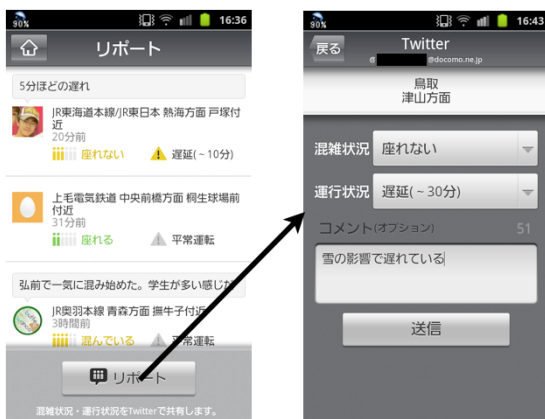 90%
16:36
リポート
5分ほどの遅れ
JR東海道本線/JR東日本 熱海方面 戸塚付
近
20分前
座れない
遅延(~10分)
上毛電気鉄道 中央前橋方面 桐生球場前
付近
31分前
座れる
平常運転
弘前で一気に混み始めた。学生が多い感じだ
JR奥羽本線 青森方面 撫牛子付近
3時間前
混んでいる
平常運転
リポート
混雑状況・運行状況をTwitterで共有します。
90%
16:43
戻る
Twitter
@
@docomo.ne.jp
鳥取
津山方面
混雑状況
座れない
運行状況
遅延(~30分)
コメント(オプション)
51
雪の影響で遅れている
送信